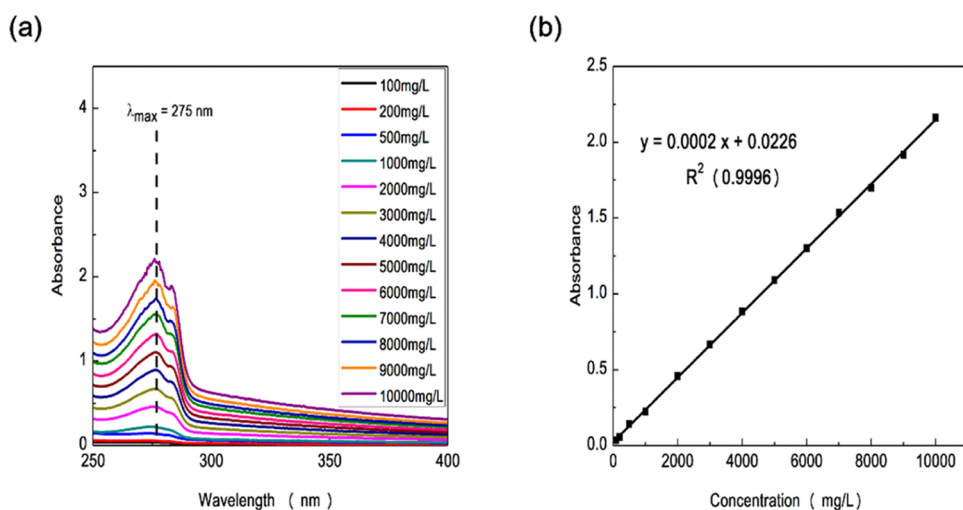 (a)
Absorbance
4
3
2
1
0
λmax = 275 nm
100mg/L
200mg/L
500mg/L
1000mg/L
2000mg/L
3000mg/L
4000mg/L
5000mg/L
6000mg/L
7000mg/L
8000mg/L
9000mg/L
10000mg/L
250 300 350 400
Wavelength ( nm )
(b)
Absorbance
2.5
2.0
1.5
1.0
0.5
0.0
y = 0.0002 x + 0.0226
R² (0.9996)
0 2000 4000 6000 8000 10000
Concentration ( mg/L)